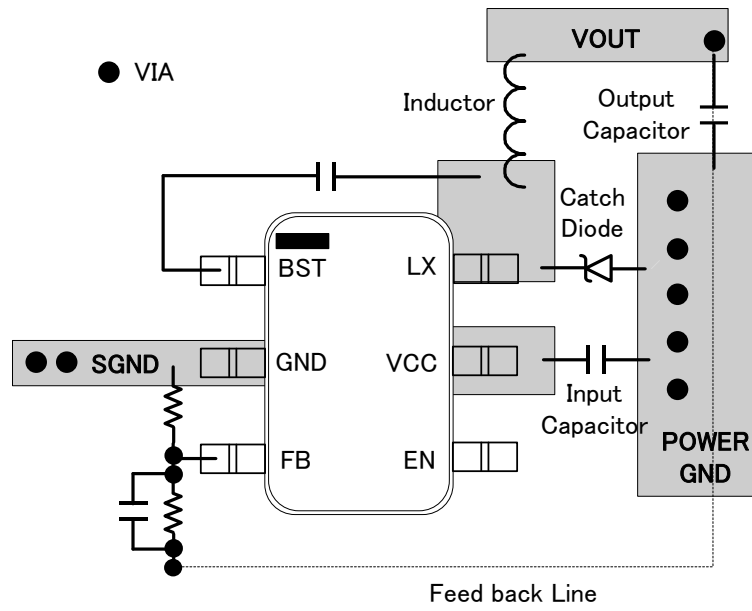 VOUT
VIA
Inductor
Output
Capacitor
Catch
Diode
BST
LX
SGND
GND
VCC
Input
Capacitor
POWER
GND
FB
EN
Feed back Line